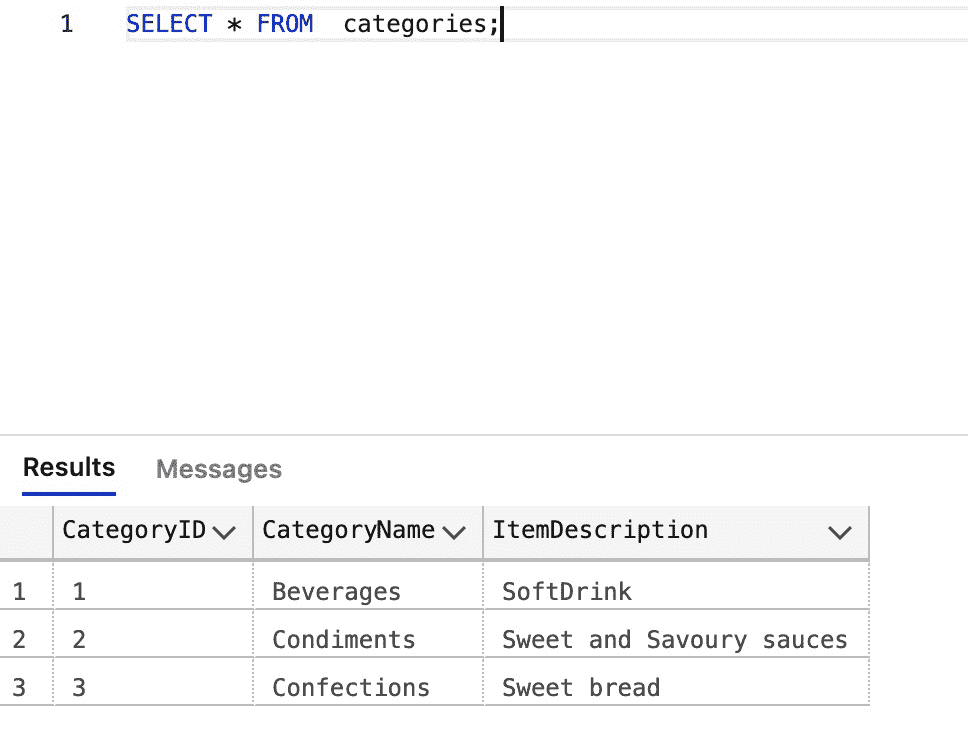 1 SELECT * FROM  categories;
Results Messages
CategoryID CategoryName ItemDescription
1 1 Beverages SoftDrink
2 2 Condiments Sweet and Savoury sauces
3 3 Confections Sweet bread